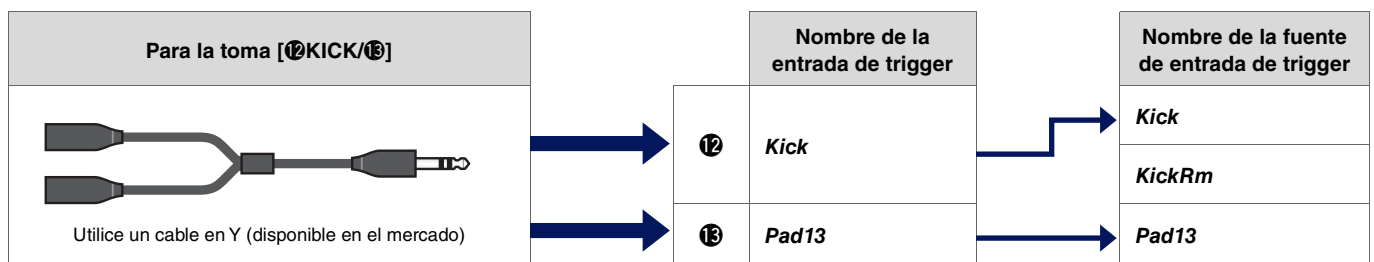 Para la toma [⓬KICK/⓭]
Nombre de la
entrada de trigger
Nombre de la fuente
de entrada de trigger
Utilice un cable en Y (disponible en el mercado)
⓬
Kick
Kick
KickRm
⓭
Pad13
Pad13